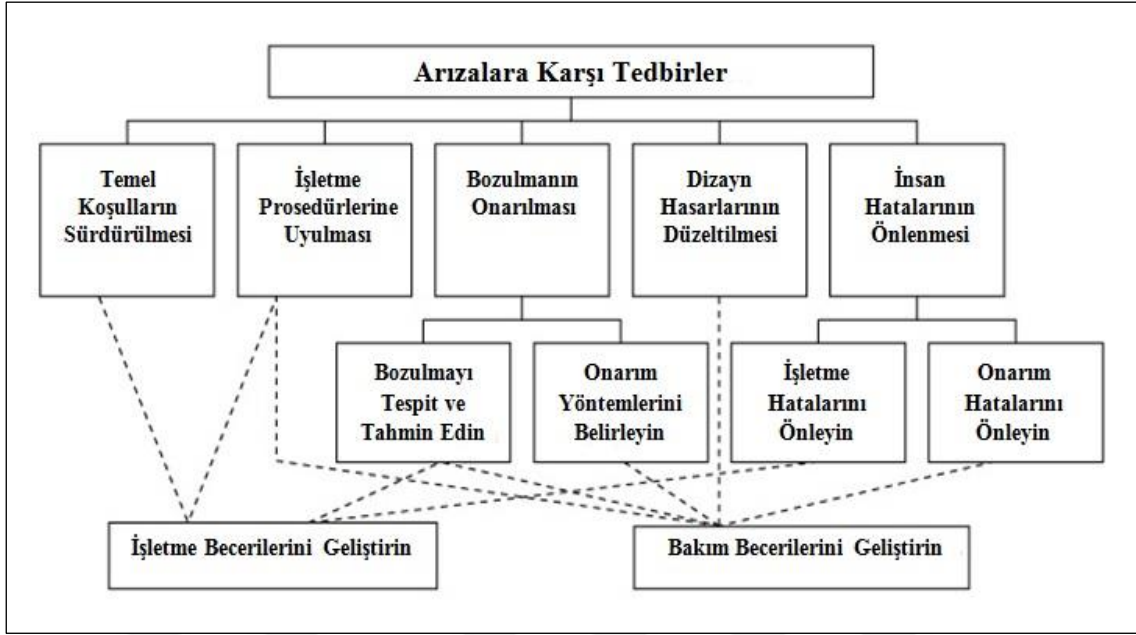 Arızalara Karşı Tedbirler
Temel
Koşulların
Sürdürülmesi
İşletme
Prosedürlerine
Uyulması
Bozulmanın
Onarılması
Dizayn
Hasarlarının
Düzeltilmesi
İnsan
Hatalarının
Önlenmesi
Bozulmayı
Tespit ve
Tahmin Edin
Onarım
Yöntemlerini
Belirleyin
İşletme
Hatalarını
Önleyin
Onarım
Hatalarını
Önleyin
İşletme Becerilerini Geliştirin
Bakım Becerilerini Geliştirin